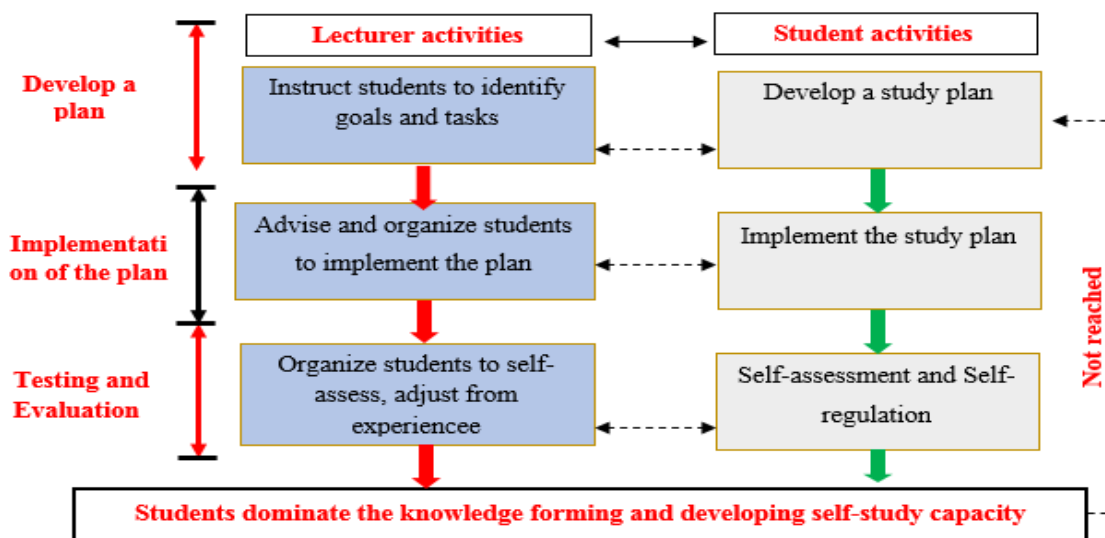 Lecturer activities
Student activities
Develop a
plan
Instruct students to identify
goals and tasks
Develop a study plan
Implementati
on of the plan
Advise and organize students
to implement the plan
Implement the study plan
Not reached
Testing and
Evaluation
Organize students to self-
assess, adjust from
experiencee
Self-assessment and Self-
regulation
Students dominate the knowledge forming and developing self-study capacity